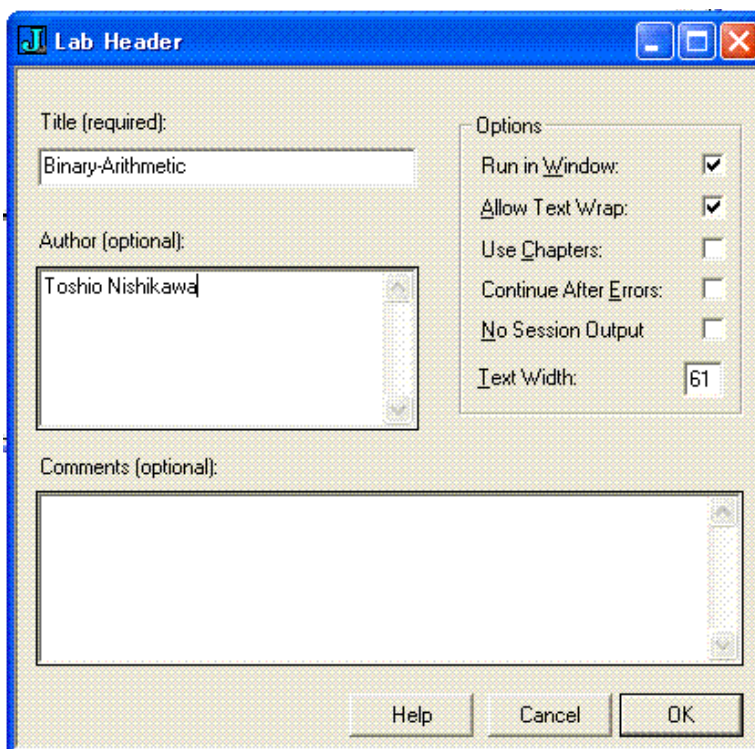 Lab Header
Title (required):
Binary-Arithmetic
Author (optional):
Toshio Nishikawa
Options
Run in Window:
Allow Text Wrap:
Use Chapters:
Continue After Errors:
No Session Output
Text Width:
61
Comments (optional):
Help
Cancel
OK